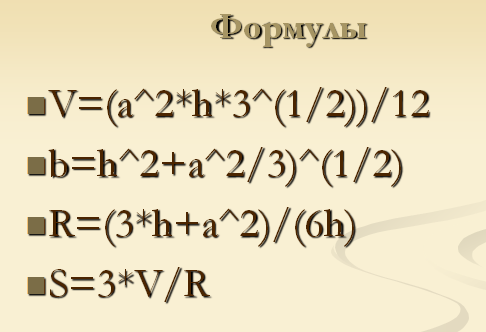 Формулы
V=(a^2*h*3^(1/2))/12
b=h^2+a^2/3)^(1/2)
R=(3*h+a^2)/(6h)
S=3*V/R